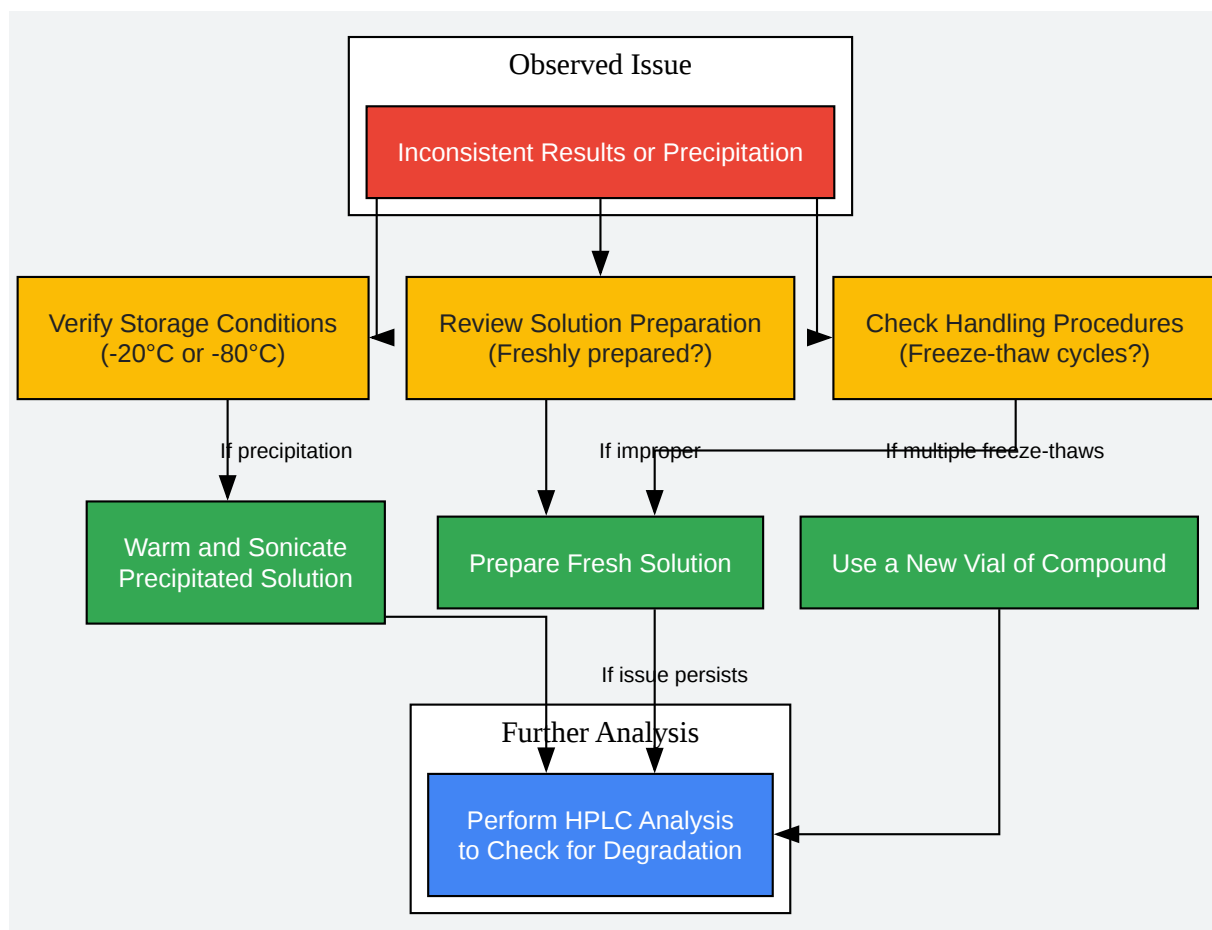 Observed Issue
Inconsistent Results or Precipitation
Verify Storage Conditions
(-20°C or -80°C)
Review Solution Preparation
(Freshly prepared?)
Check Handling Procedures
(Freeze-thaw cycles?)
If precipitation
If improper
If multiple freeze-thaws
Warm and Sonicate
Precipitated Solution
Prepare Fresh Solution
Use a New Vial of Compound
If issue persists
Further Analysis
Perform HPLC Analysis
to Check for Degradation